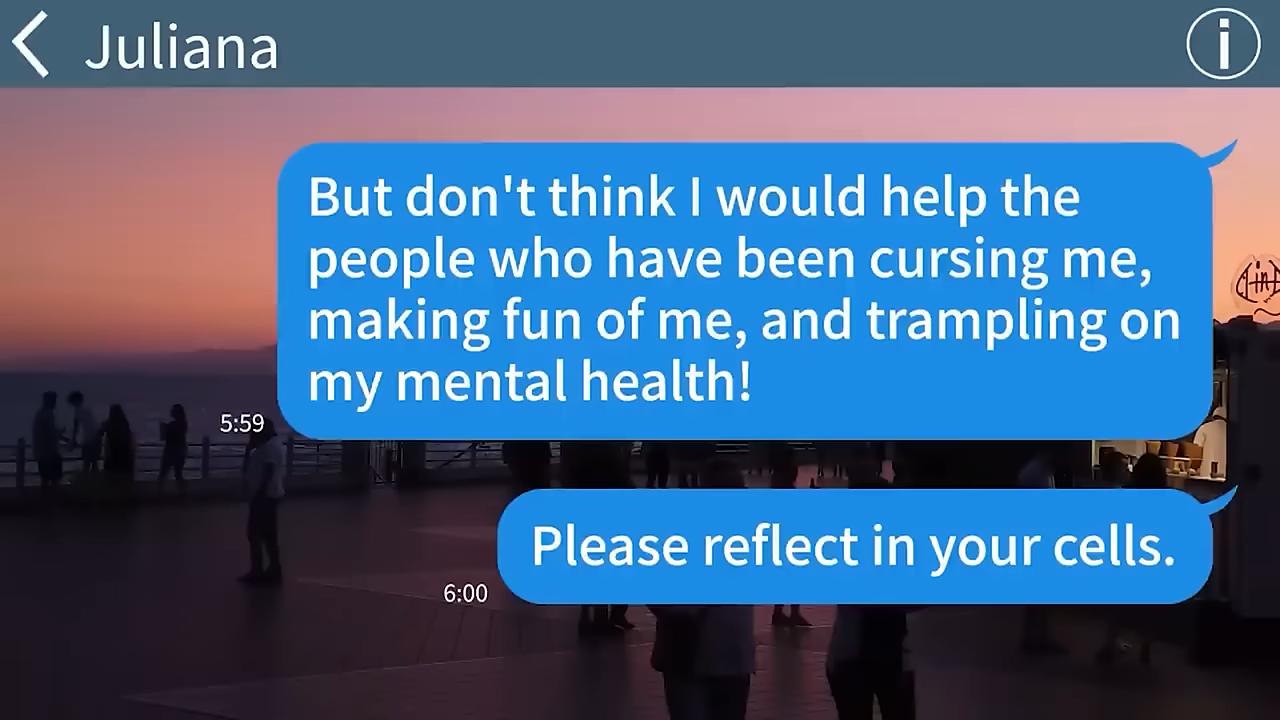 Juliana
But don't think I would help the
people who have been cursing me,
making fun of me, and trampling on
my mental health!
5:59
Please reflect in your cells.
6:00